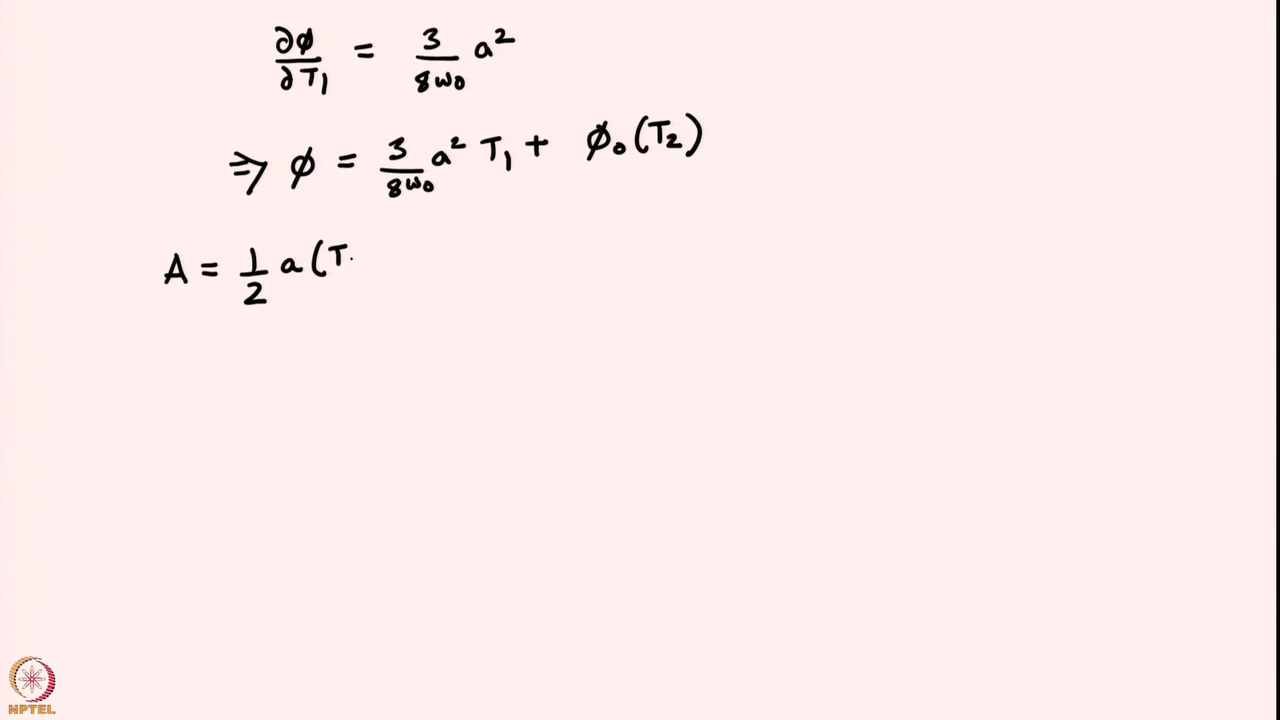 ∂ϕ/∂T₁ = 3/8ω₀ a²
⇒ ϕ = 3/8ω₀ a² T₁ + ϕ₀(T₂)
A = 1/2 a(T.
NPTEL